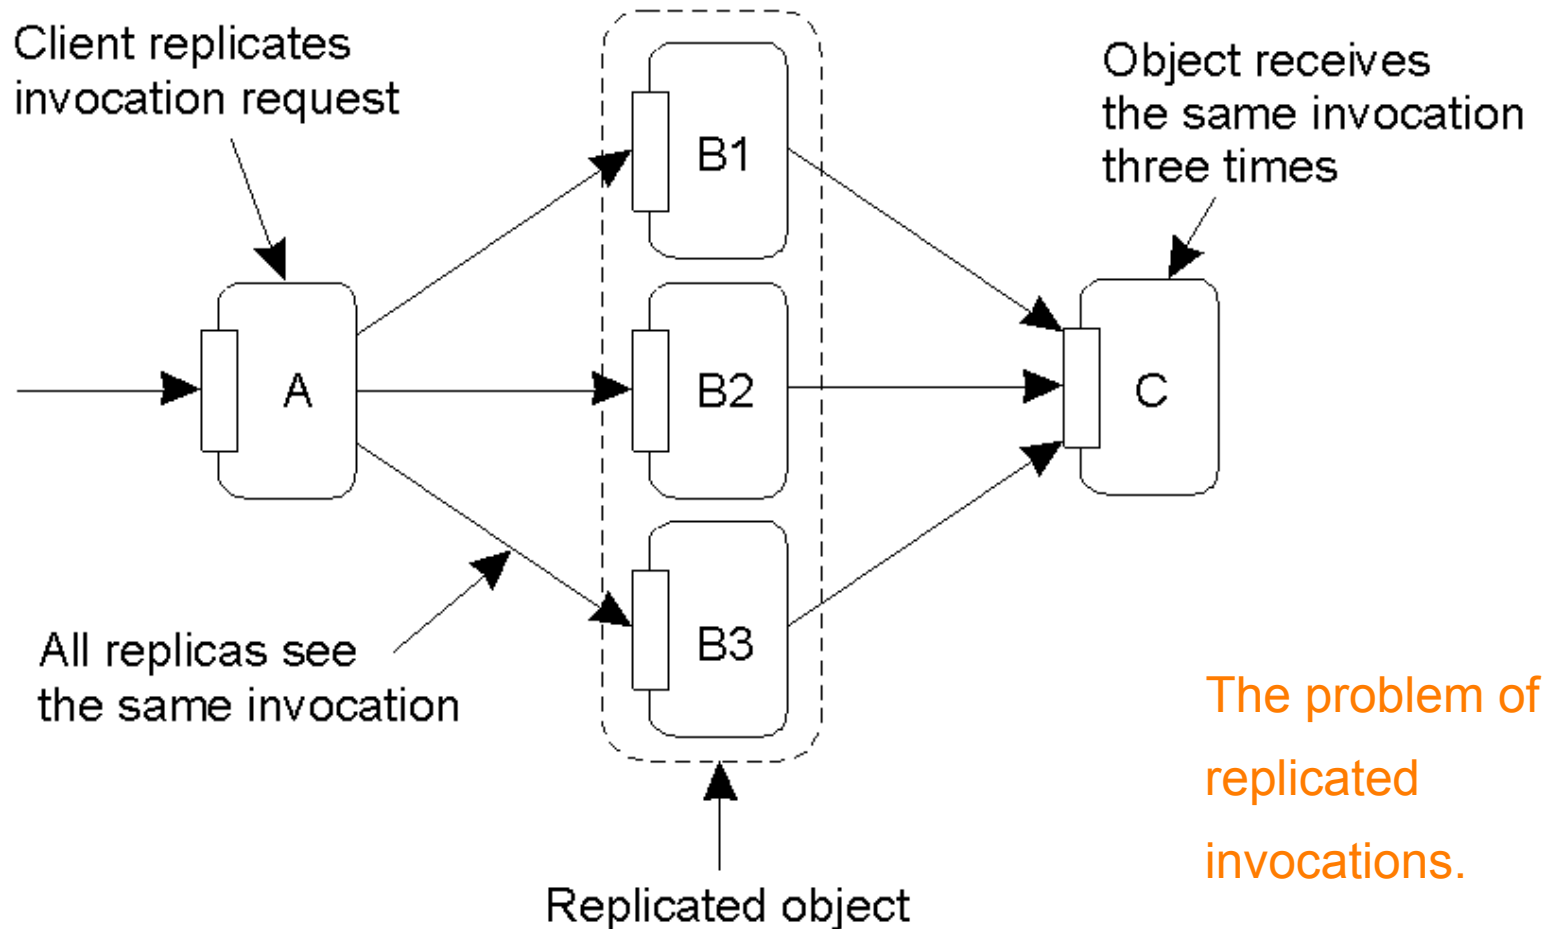 Client replicates
invocation request
Object receives
the same invocation
three times
B1
A
B2
C
B3
All replicas see
the same invocation
Replicated object
The problem of
replicated
invocations.